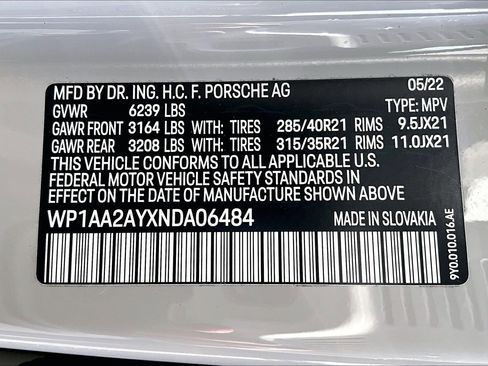 MFD BY DR. ING. H.C. F. PORSCHE AG 05/22
GVWR 6239 LBS TYPE: MPV
GAWR FRONT 3164 LBS WITH: TIRES 285/40R21 RIMS 9.5JX21
GAWR REAR 3208 LBS WITH: TIRES 315/35R21 RIMS 11.0JX21
THIS VEHICLE CONFORMS TO ALL APPLICABLE U.S.
FEDERAL MOTOR VEHICLE SAFETY STANDARDS IN
EFFECT ON THE DATE OF MANUFACTURE SHOWN ABOVE
WP1AA2AYXNDA06484 MADE IN SLOVAKIA
9Y0.010.016.AE